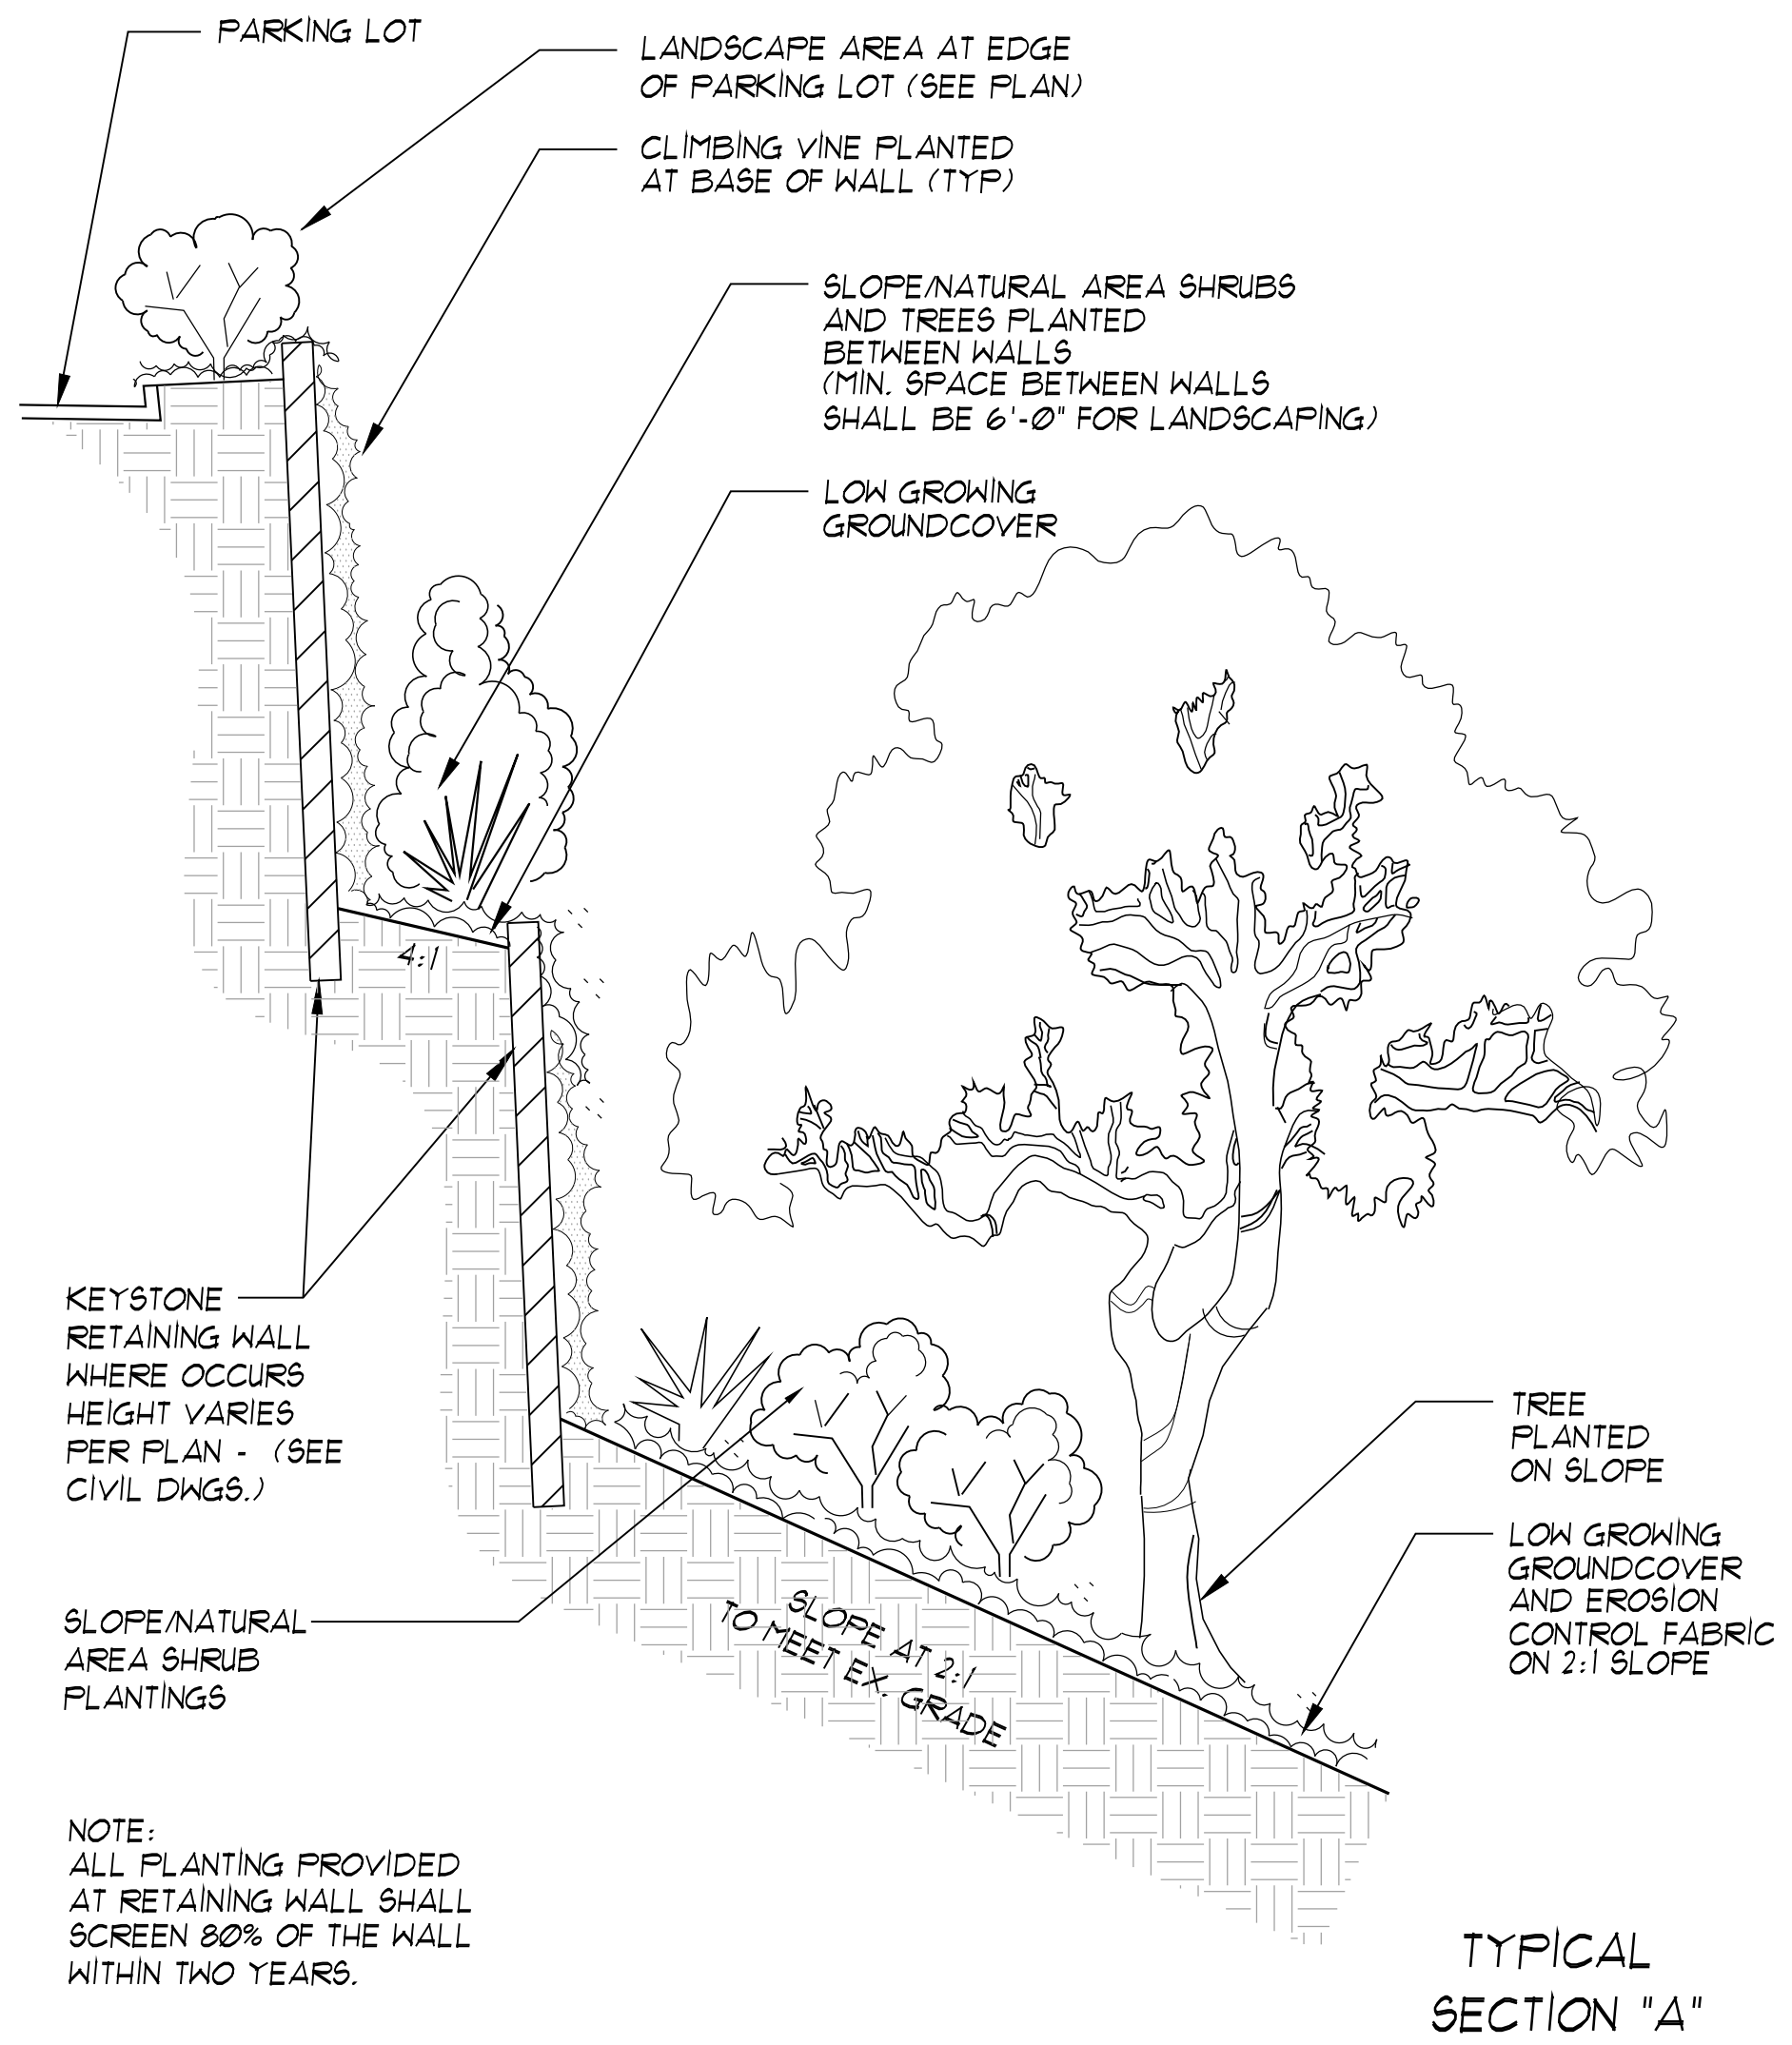 PARKING LOT
LANDSCAPE AREA AT EDGE
OF PARKING LOT (SEE PLAN)
CLIMBING VINE PLANTED
AT BASE OF WALL (TYP)
SLOPE/NATURAL AREA SHRUBS
AND TREES PLANTED
BETWEEN WALLS
(MIN. SPACE BETWEEN WALLS
SHALL BE 6'-0" FOR LANDSCAPING)
LOW GROWING
GROUNDCOVER
4:1
KEYSTONE
RETAINING WALL
WHERE OCCURS
HEIGHT VARIES
PER PLAN - (SEE
CIVIL DWGS.)
TREE
PLANTED
ON SLOPE
LOW GROWING
GROUNDCOVER
AND EROSION
CONTROL FABRIC
ON 2:1 SLOPE
SLOPE/NATURAL
AREA SHRUB
PLANTINGS
SLOPE AT 2:1
TO MEET EX. GRADE
NOTE:
ALL PLANTING PROVIDED
AT RETAINING WALL SHALL
SCREEN 80% OF THE WALL
WITHIN TWO YEARS.
TYPICAL
SECTION "A"